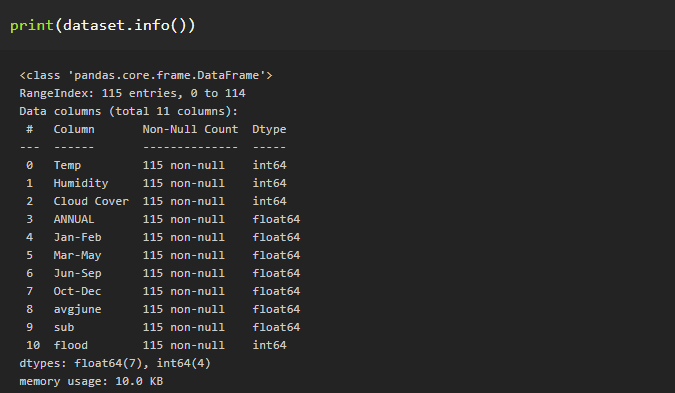 print(dataset.info())
<class 'pandas.core.frame.DataFrame'>
RangeIndex: 115 entries, 0 to 114
Data columns (total 11 columns):
 #   Column       Non-Null Count  Dtype
---  ------       --------------  -----
 0   Temp         115 non-null    int64
 1   Humidity     115 non-null    int64
 2   Cloud Cover  115 non-null    int64
 3   ANNUAL       115 non-null    float64
 4   Jan-Feb      115 non-null    float64
 5   Mar-May      115 non-null    float64
 6   Jun-Sep      115 non-null    float64
 7   Oct-Dec      115 non-null    float64
 8   avgjune      115 non-null    float64
 9   sub          115 non-null    float64
 10  flood        115 non-null    int64
dtypes: float64(7), int64(4)
memory usage: 10.0 KB